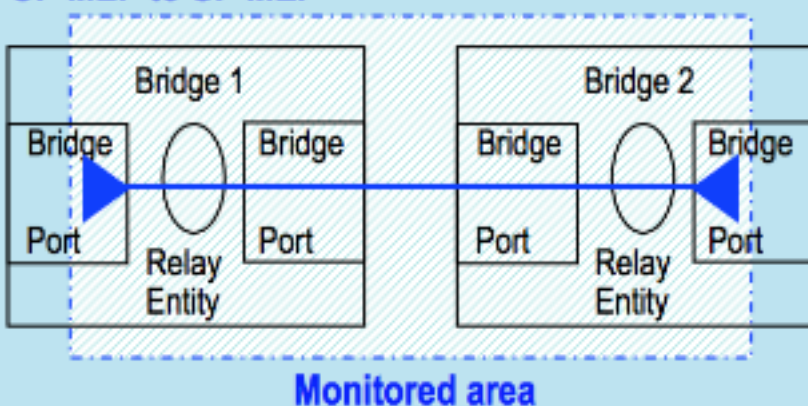 Bridge 1
Bridge 2
Bridge
Port
Relay
Entity
Bridge
Port
Bridge
Port
Relay
Entity
Bridge
Port
Monitored area